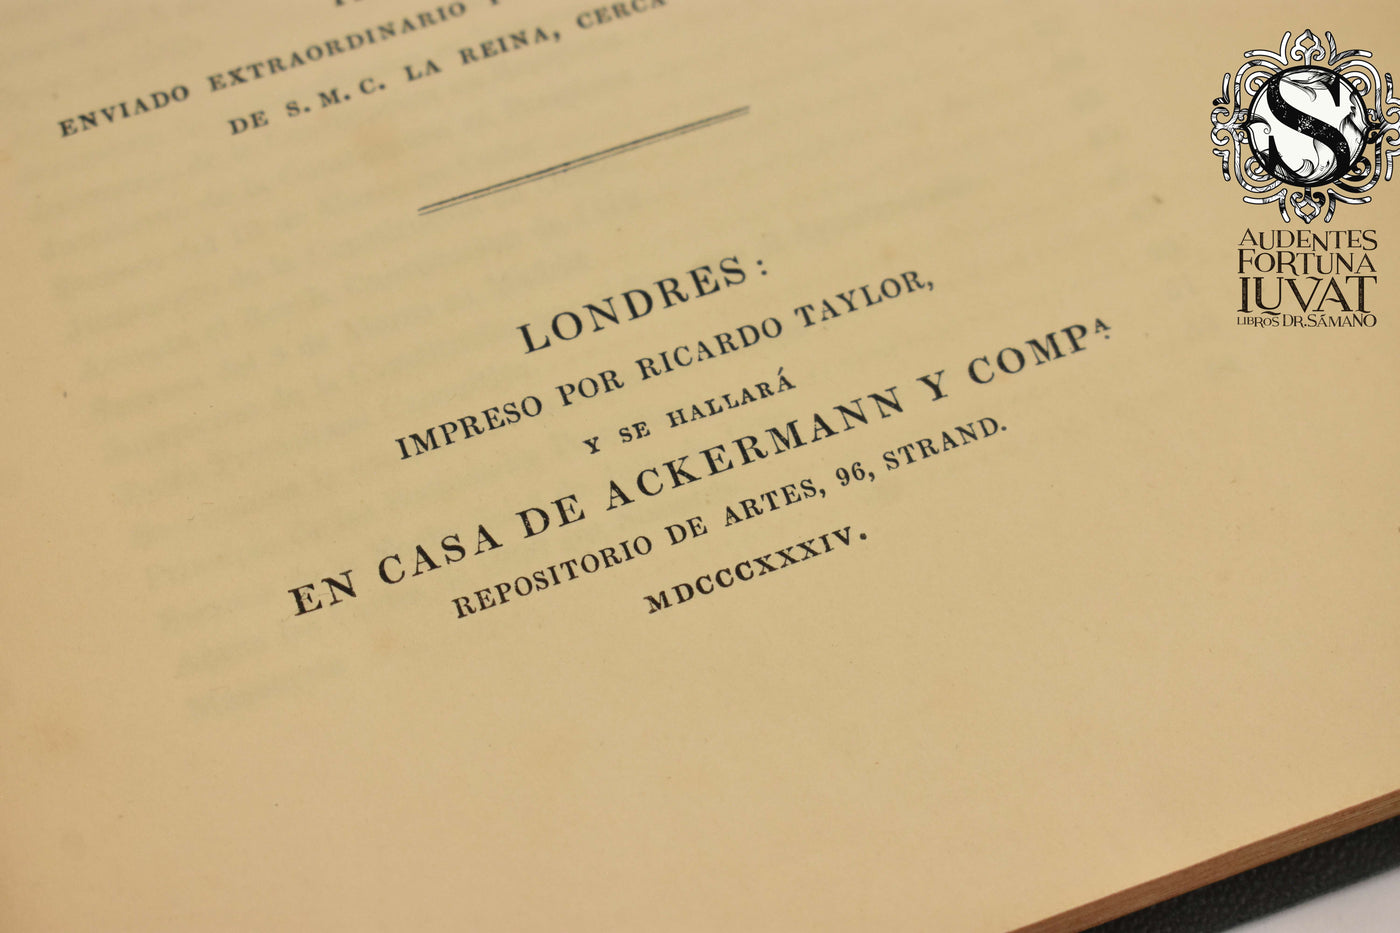 ENVIADO EXTRAORDINARIO
DE S. M. C. LA REINA, CERCA
LONDRES:
IMPRESO POR RICARDO TAYLOR,
Y SE HALLARÁ
EN CASA DE ACKERMANN Y COMPᴬ.
REPOSITORIO DE ARTES, 96, STRAND.
MDCCCXXXIV.
S
AUDENTES
FORTUNA
IUVAT
LIBROS DR. SÁMANO